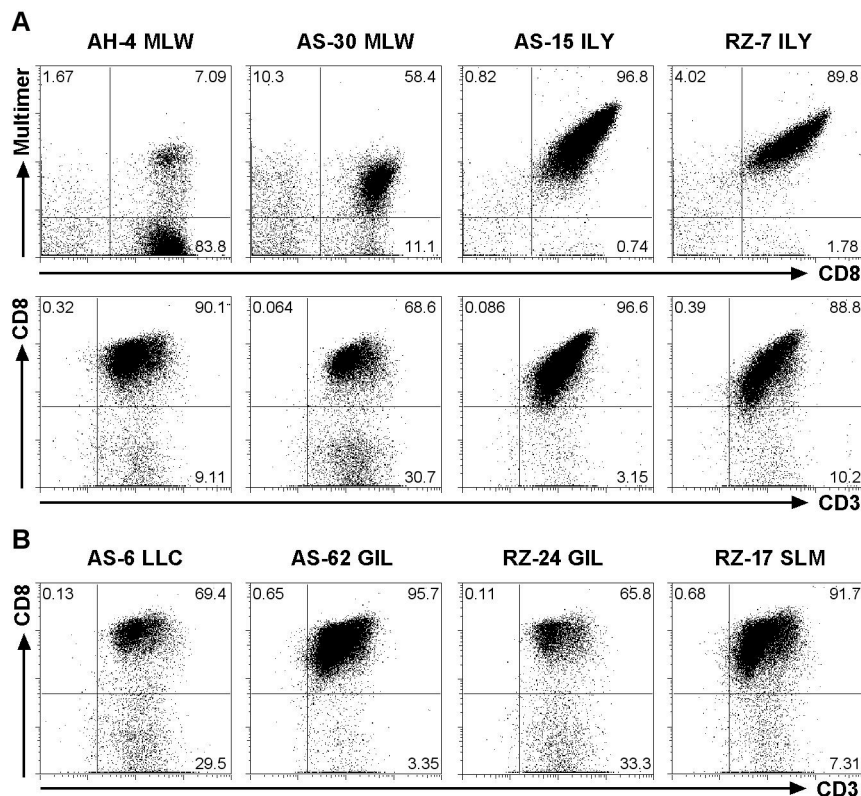 A
AH-4 MLW AS-30 MLW AS-15 ILY RZ-7 ILY
Multimer
1.67 7.09 10.3 58.4 0.82 96.8 4.02 89.8
83.8 11.1 0.74 1.78
CD8
CD8
0.32 90.1 0.064 68.6 0.086 96.6 0.39 88.8
9.11 30.7 3.15 10.2
CD3
B
AS-6 LLC AS-62 GIL RZ-24 GIL RZ-17 SLM
CD8
0.13 69.4 0.65 95.7 0.11 65.8 0.68 91.7
29.5 3.35 33.3 7.31
CD3